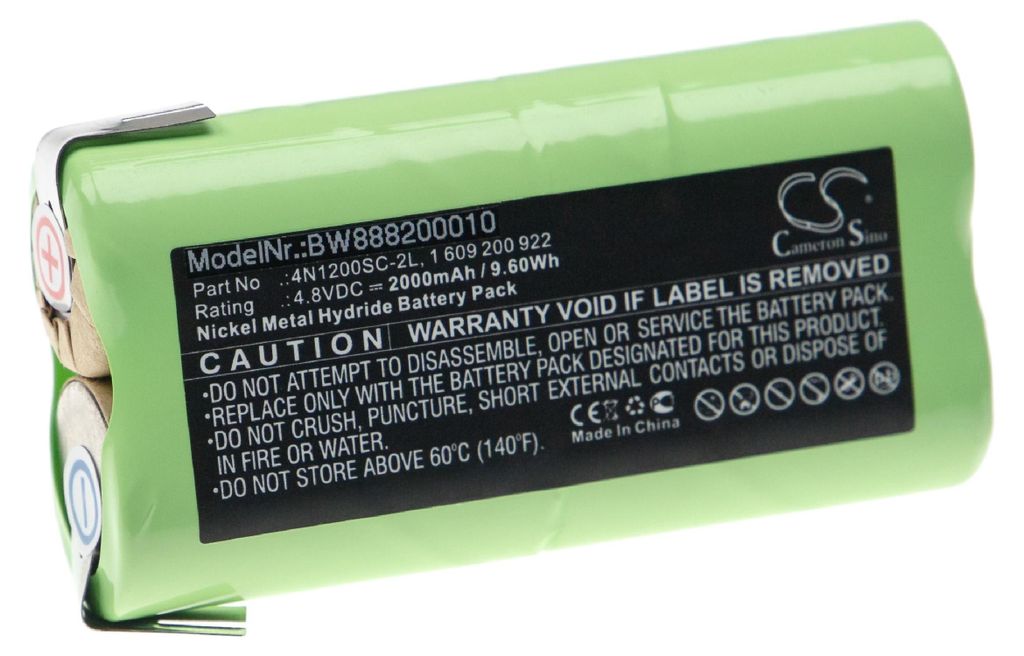 CS
Cameron Sino
ModelNr.:BW888200010
Part No .:4N1200SC-2L, 1 609 200 922
Rating .:4.8VDC ⎓ 2000mAh / 9.60Wh
Nickel Metal Hydride Battery Pack
CAUTION WARRANTY VOID IF LABEL IS REMOVED
•DO NOT ATTEMPT TO DISASSEMBLE, OPEN OR SERVICE THE BATTERY PACK.
•REPLACE ONLY WITH THE BATTERY PACK DESIGNATED FOR THIS PRODUCT.
•DO NOT CRUSH, PUNCTURE, SHORT EXTERNAL CONTACTS OR DISPOSE OF
IN FIRE OR WATER.
•DO NOT STORE ABOVE 60°C (140°F).
CE
Made In China
+
−